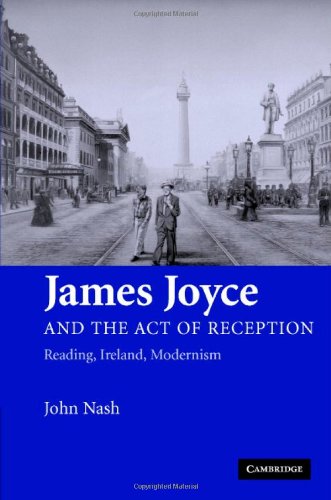 James Joyce
AND THE ACT OF RECEPTION
Reading, Ireland, Modernism
John Nash
CAMBRIDGE